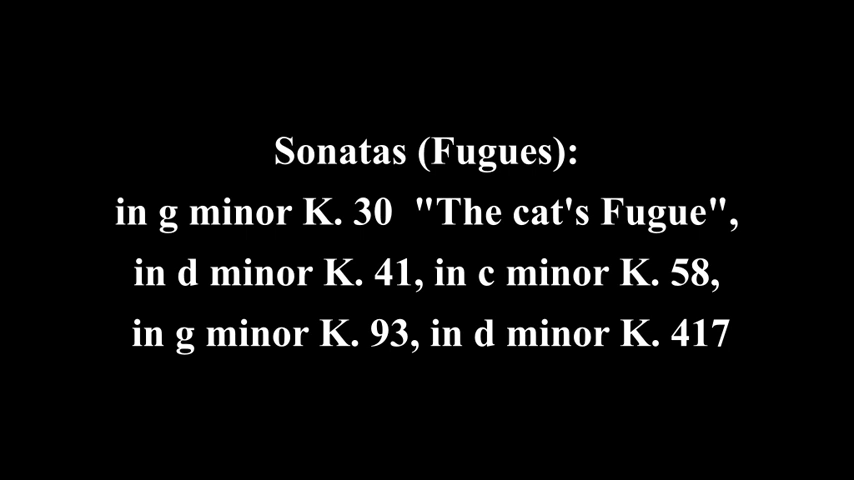 Sonatas (Fugues):
in g minor K. 30  "The cat's Fugue",
in d minor K. 41, in c minor K. 58,
in g minor K. 93, in d minor K. 417